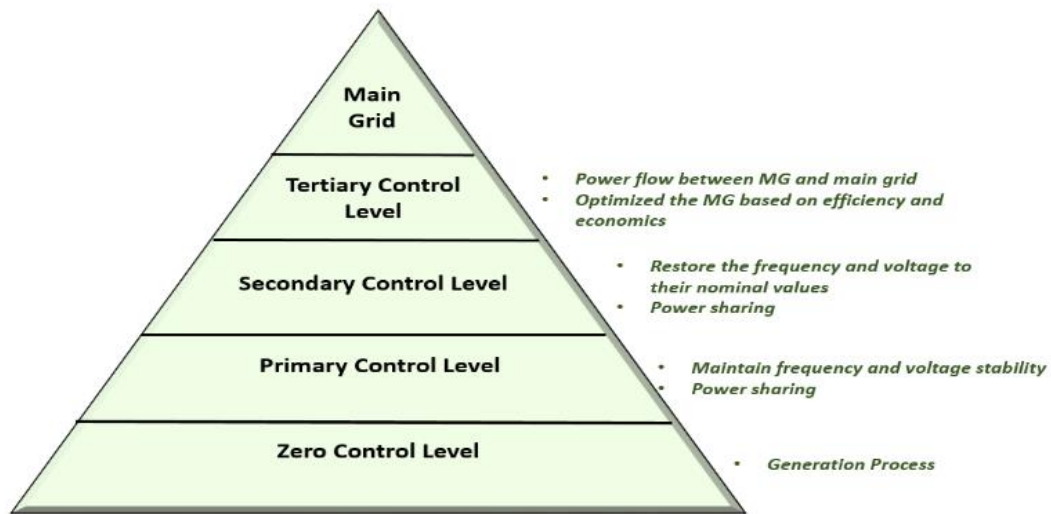 Main
Grid
Tertiary Control
Level
• Power flow between MG and main grid
• Optimized the MG based on efficiency and
economics
Secondary Control Level
• Restore the frequency and voltage to
their nominal values
• Power sharing
Primary Control Level
• Maintain frequency and voltage stability
• Power sharing
Zero Control Level
• Generation Process